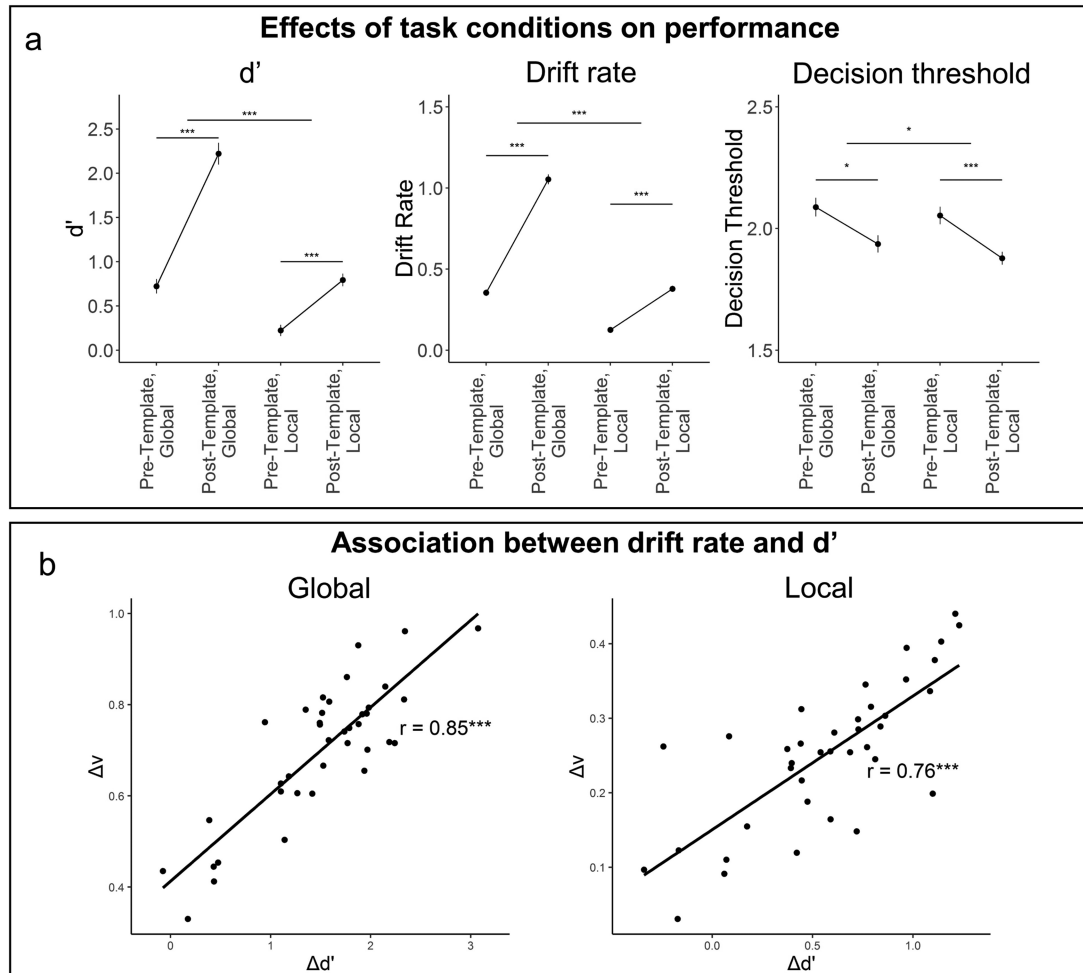 a
Effects of task conditions on performance
d’
d'
2.5
2.0
1.5
1.0
0.5
0.0
***
***
***
Pre-Template,
Global
Post-Template,
Global
Pre-Template,
Local
Post-Template,
Local
Drift rate
Drift Rate
1.5
1.0
0.5
0.0
***
***
***
Pre-Template,
Global
Post-Template,
Global
Pre-Template,
Local
Post-Template,
Local
Decision threshold
Decision Threshold
2.5
2.0
1.5
*
*
***
Pre-Template,
Global
Post-Template,
Global
Pre-Template,
Local
Post-Template,
Local
b
Association between drift rate and d’
Global
Δv
1.0
0.8
0.6
0.4
r = 0.85***
0
1
2
3
Δd'
Local
Δv
0.4
0.3
0.2
0.1
r = 0.76***
0.0
0.5
1.0
Δd'